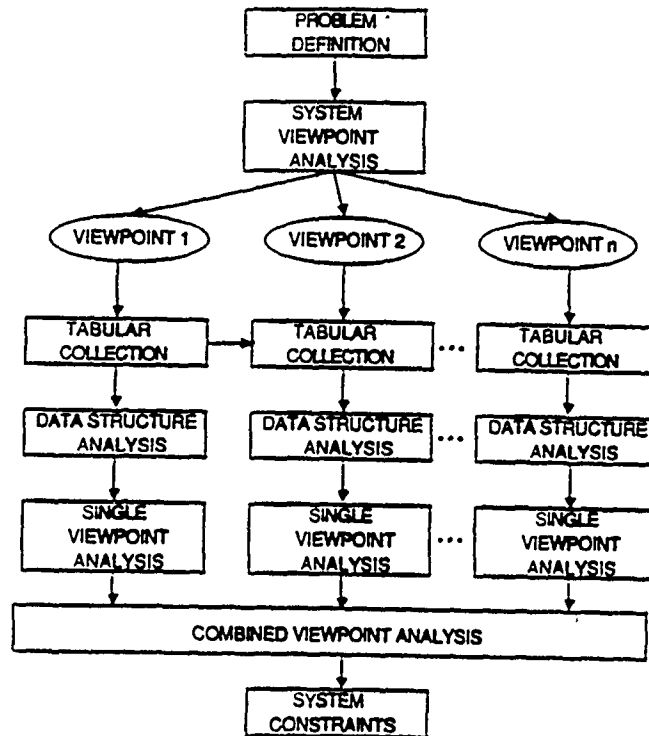 PROBLEM
DEFINITION
SYSTEM
VIEWPOINT
ANALYSIS
VIEWPOINT 1
VIEWPOINT 2
VIEWPOINT n
TABULAR
COLLECTION
TABULAR
COLLECTION
...
TABULAR
COLLECTION
DATA STRUCTURE
ANALYSIS
DATA STRUCTURE
ANALYSIS
...
DATA STRUCTURE
ANALYSIS
SINGLE
VIEWPOINT
ANALYSIS
SINGLE
VIEWPOINT
ANALYSIS
...
SINGLE
VIEWPOINT
ANALYSIS
COMBINED VIEWPOINT ANALYSIS
SYSTEM
CONSTRAINTS